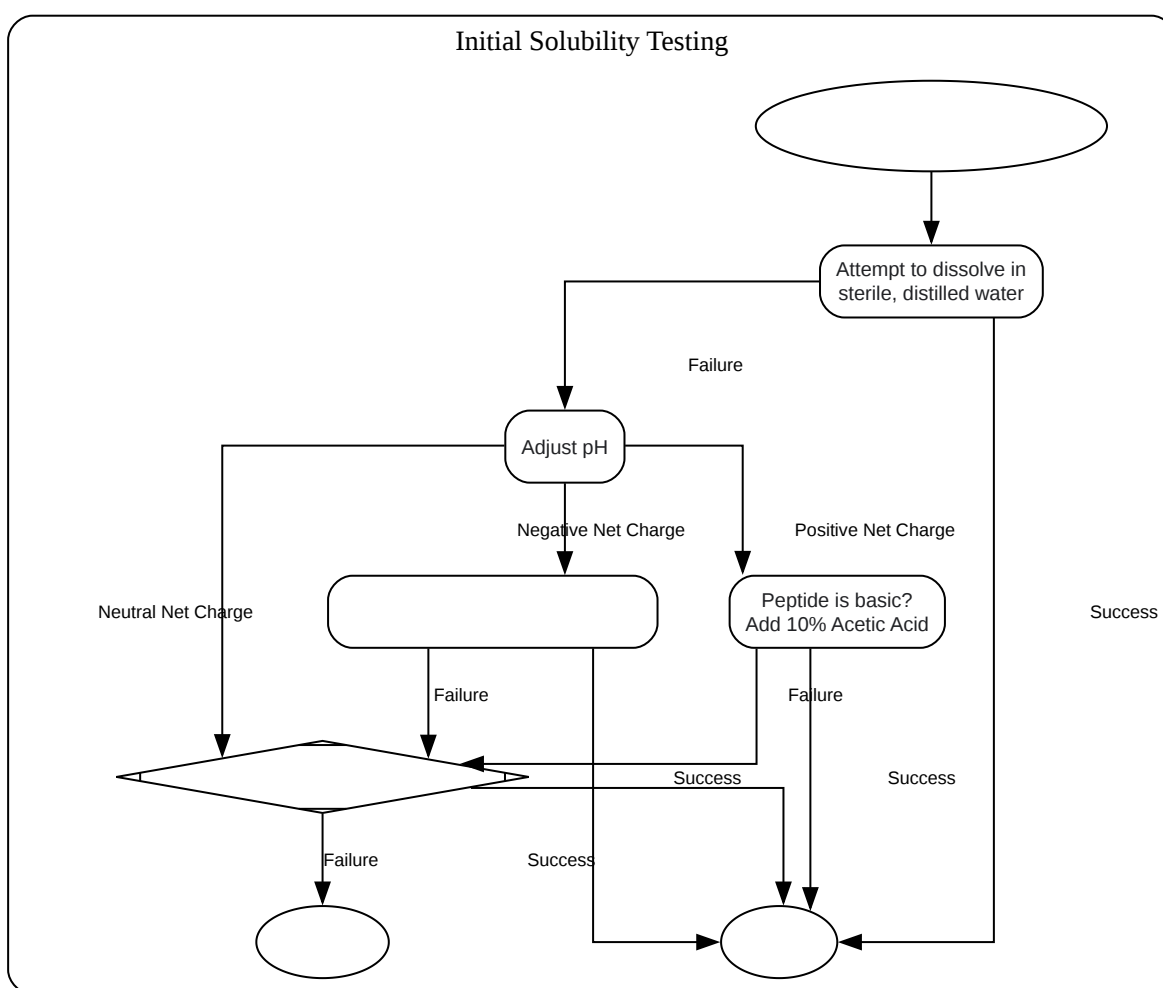 Initial Solubility Testing
Attempt to dissolve in
sterile, distilled water
Failure
Adjust pH
Negative Net Charge
Positive Net Charge
Neutral Net Charge
Peptide is basic?
Add 10% Acetic Acid
Success
Failure
Failure
Success
Success
Failure
Success